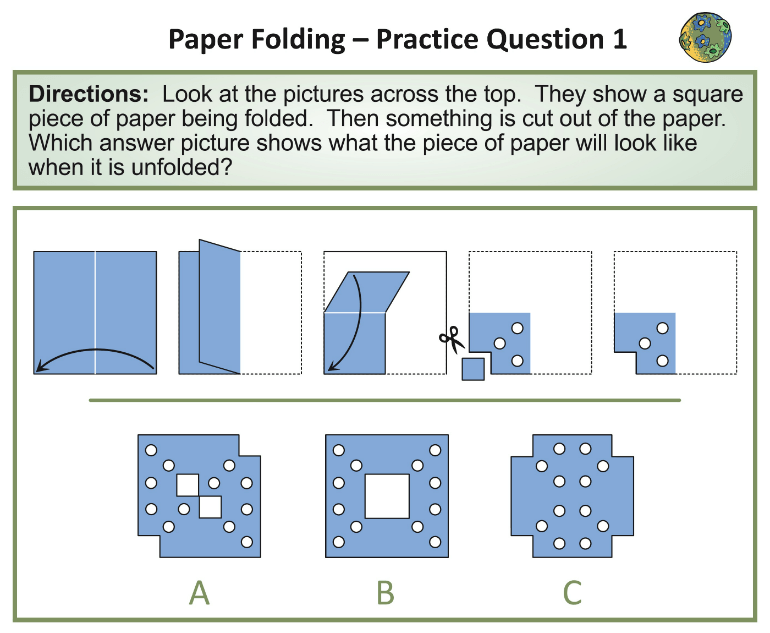 Paper Folding – Practice Question 1
Directions: Look at the pictures across the top. They show a square
piece of paper being folded. Then something is cut out of the paper.
Which answer picture shows what the piece of paper will look like
when it is unfolded?
A B C